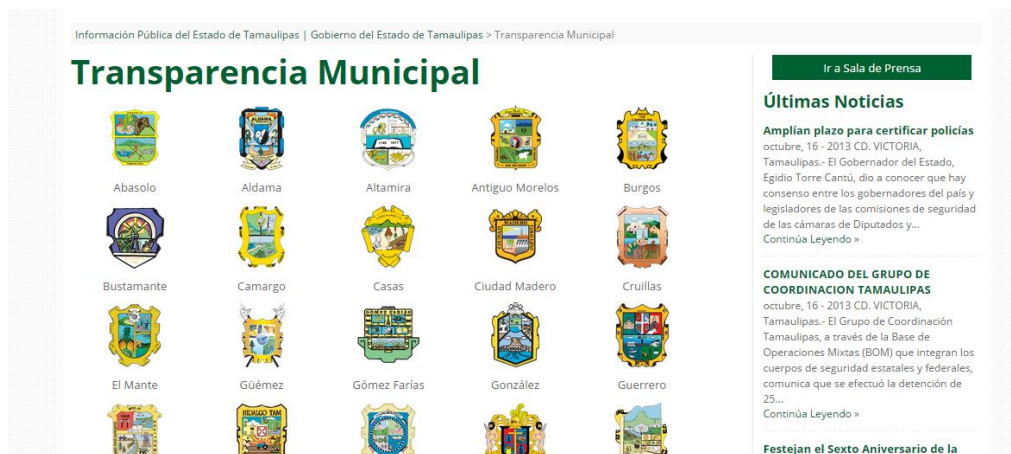 Información Pública del Estado de Tamaulipas | Gobierno del Estado de Tamaulipas > Transparencia Municipal
Transparencia Municipal
Abasolo
Aldama
Altamira
Antiguo Morelos
Burgos
Bustamante
Camargo
Casas
Ciudad Madero
Cruillas
El Mante
Güémez
Gómez Farías
González
Guerrero
HIDALGO TAM
Ir a Sala de Prensa
Últimas Noticias
Amplían plazo para certificar policías
octubre, 16 - 2013 CD. VICTORIA,
Tamaulipas.- El Gobernador del Estado,
Egidio Torre Cantú, dio a conocer que hay
consenso entre los gobernadores del país y
legisladores de las comisiones de seguridad
de las cámaras de Diputados y...
Continúa Leyendo »
COMUNICADO DEL GRUPO DE
COORDINACION TAMAULIPAS
octubre, 16 - 2013 CD. VICTORIA,
Tamaulipas.- El Grupo de Coordinación
Tamaulipas, a través de la Base de
Operaciones Mixtas (BOM) que integran los
cuerpos de seguridad estatales y federales,
comunica que se efectuó la detención de
25...
Continúa Leyendo »
Festejan el Sexto Aniversario de la